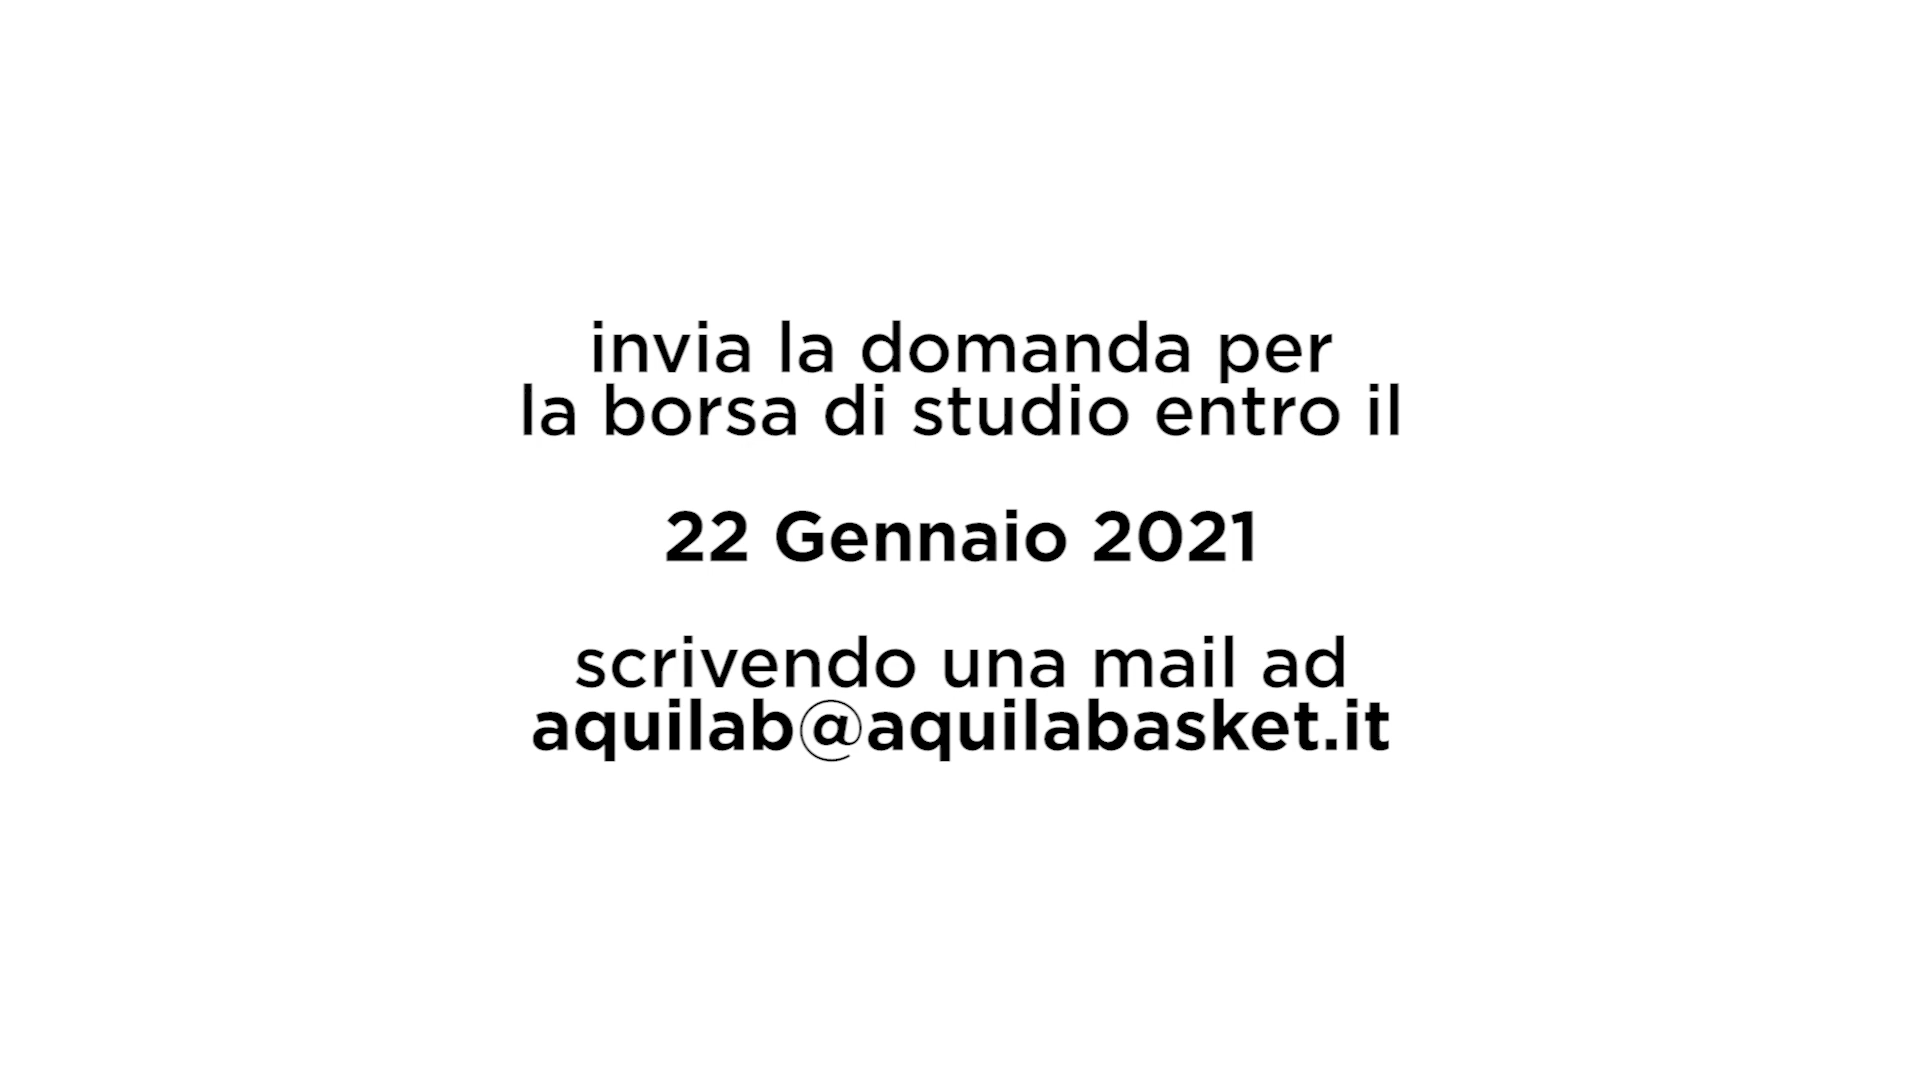 invia la domanda per
la borsa di studio entro il
22 Gennaio 2021
scrivendo una mail ad
aquilab@aquilabasket.it